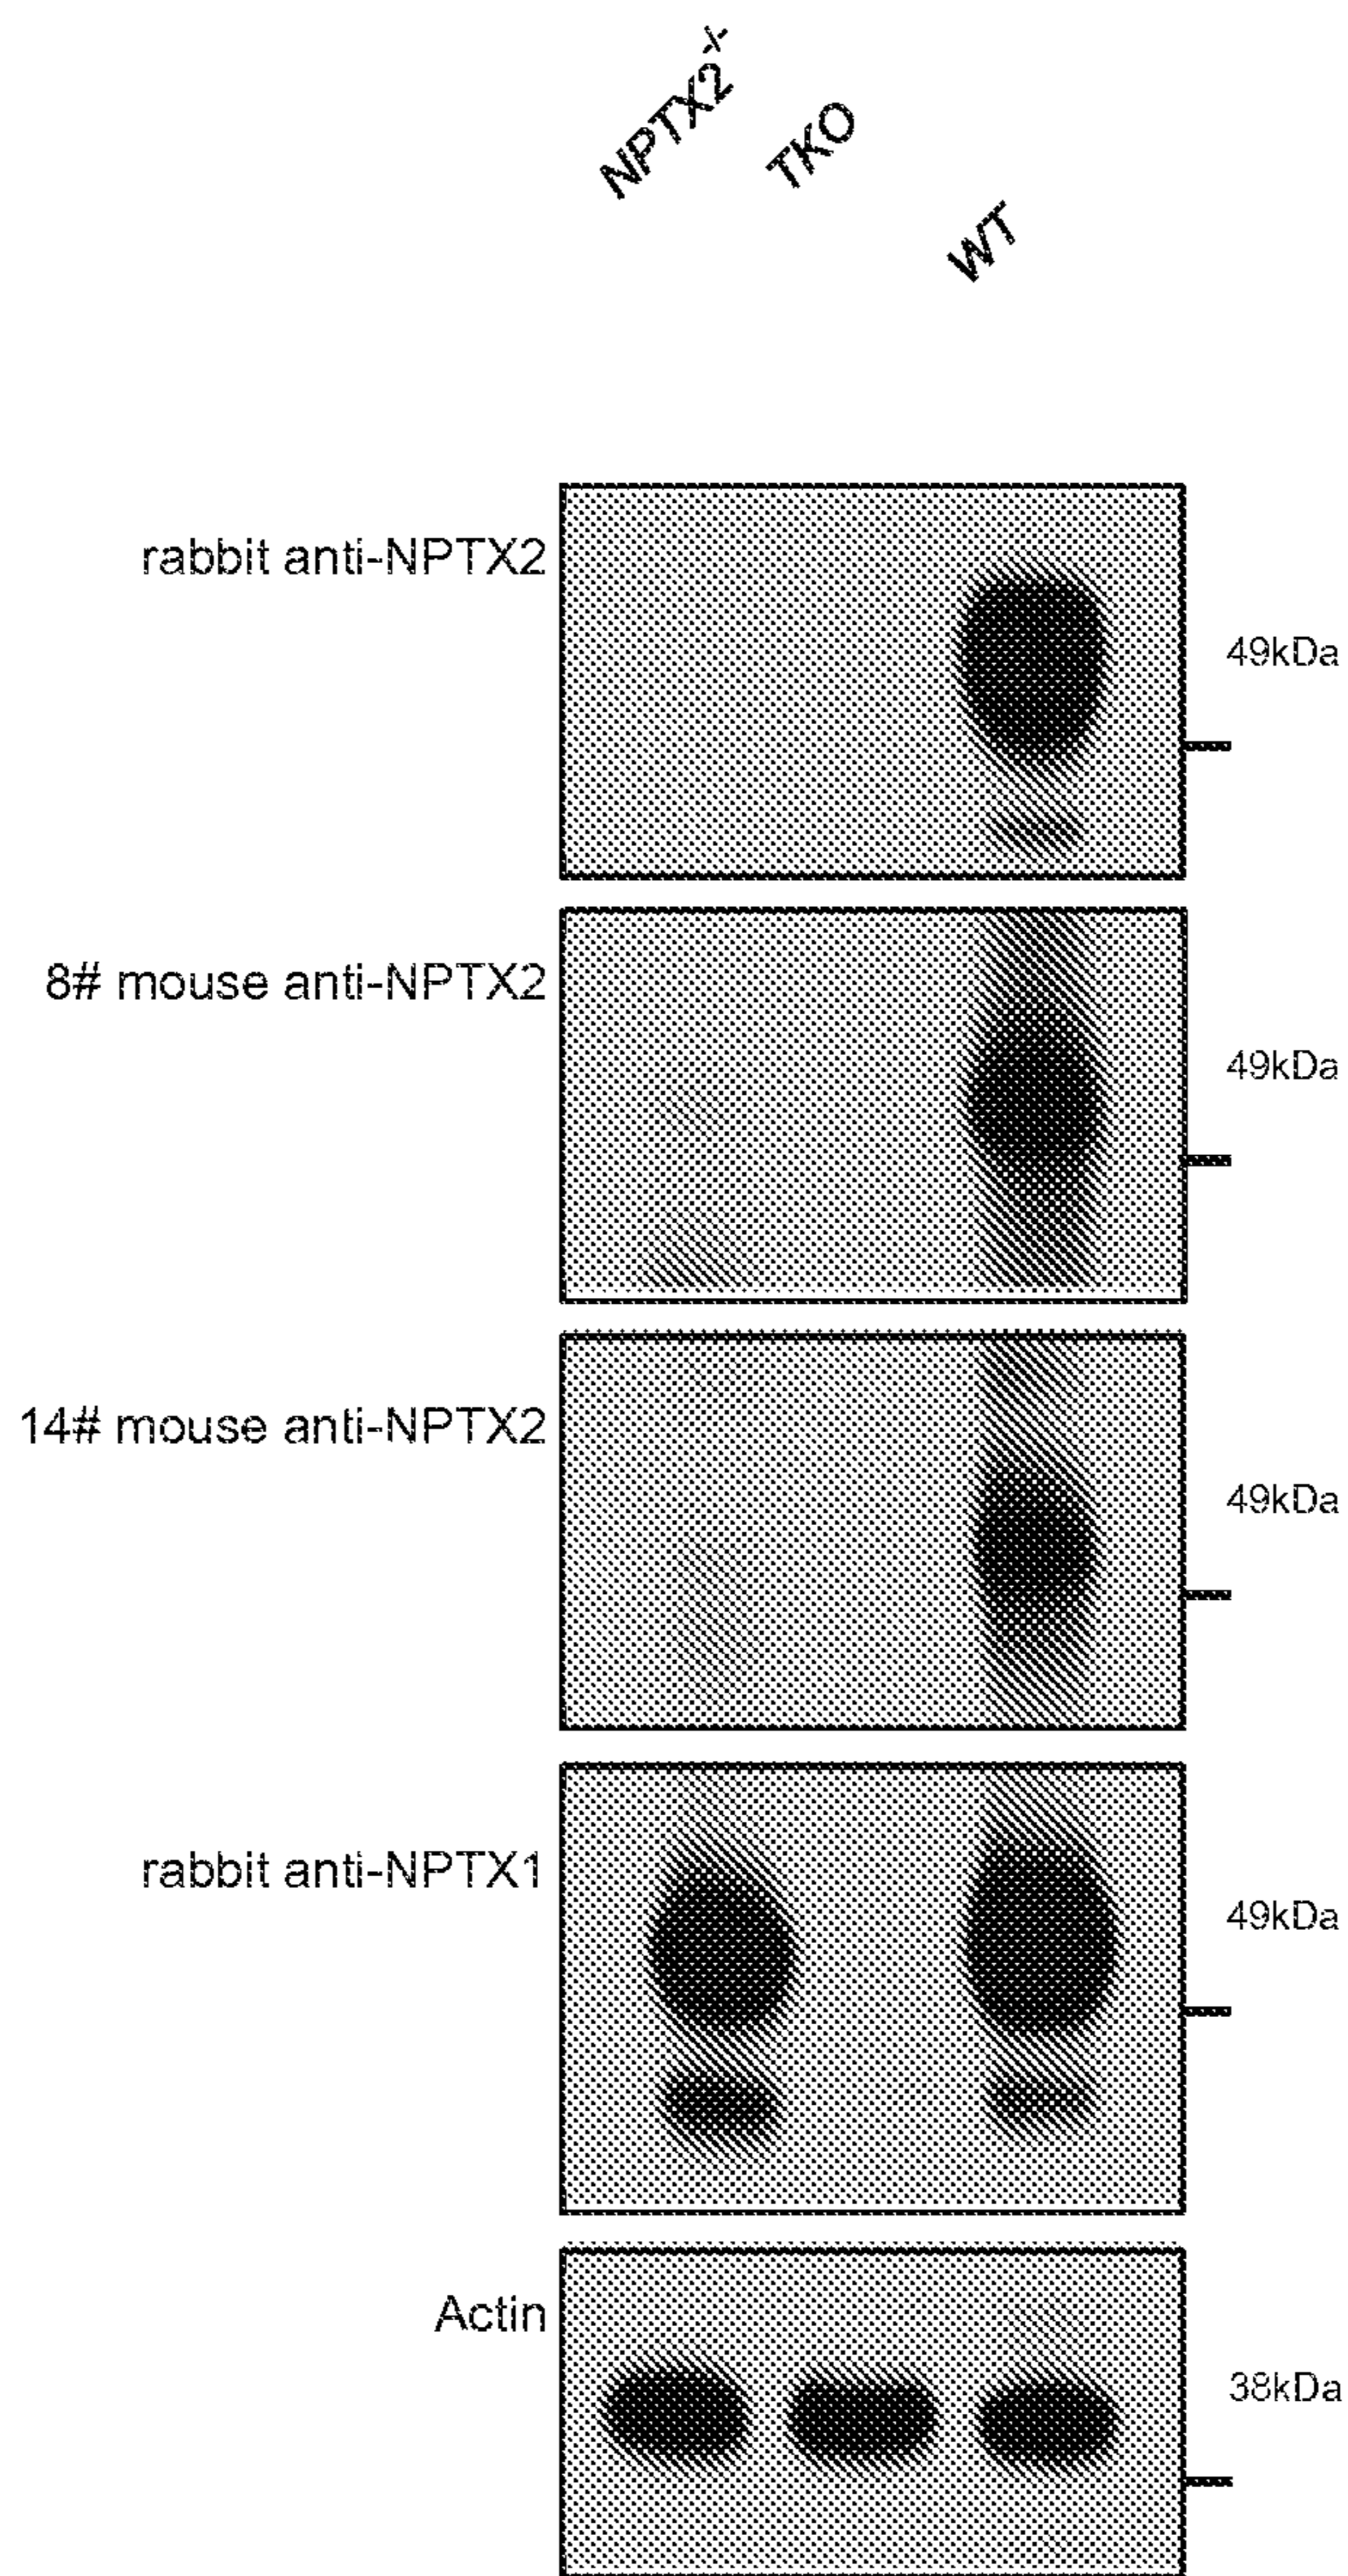 NPTX2-/-
TKO
WT
rabbit anti-NPTX2
49kDa
8# mouse anti-NPTX2
49kDa
14# mouse anti-NPTX2
49kDa
rabbit anti-NPTX1
49kDa
Actin
38kDa